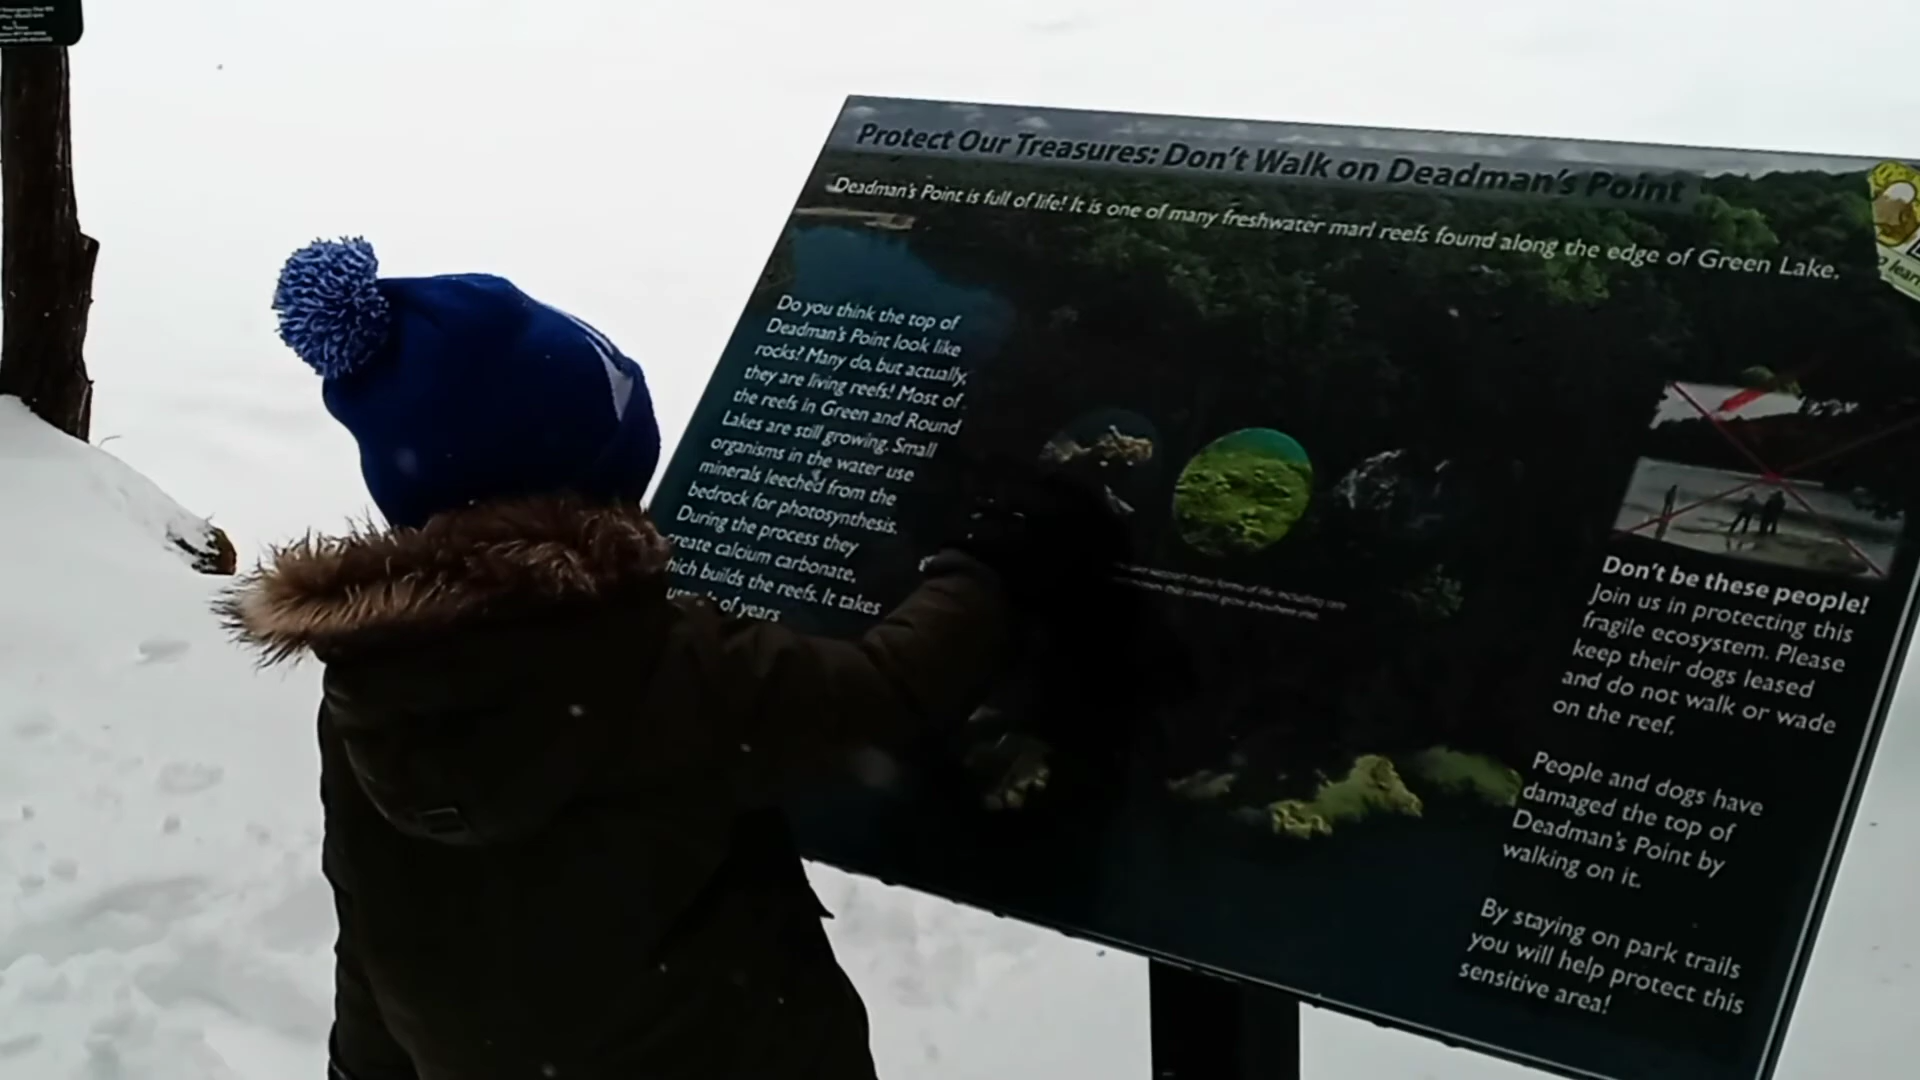 Protect Our Treasures: Don't Walk on Deadman's Point
Deadman's Point is full of life! It is one of many freshwater marl reefs found along the edge of Green Lake.
Do you think the top of
Deadman's Point look like
rocks? Many do, but actually,
they are living reefs! Most of
the reefs in Green and Round
Lakes are still growing. Small
organisms in the water use
minerals leeched from the
bedrock for photosynthesis.
During the process they
create calcium carbonate,
which builds the reefs. It takes
of years
Don't be these people!
Join us in protecting this
fragile ecosystem. Please
keep their dogs leased
and do not walk or wade
on the reef.
People and dogs have
damaged the top of
Deadman's Point by
walking on it.
By staying on park trails
you will help protect this
sensitive area!